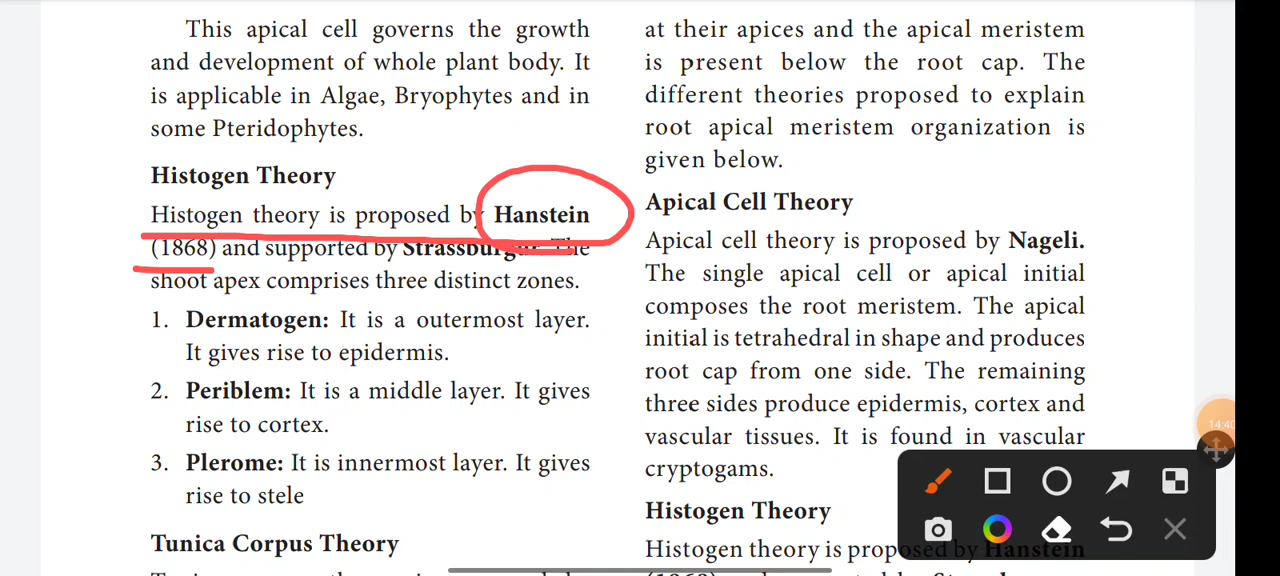 This apical cell governs the growth
and development of whole plant body. It
is applicable in Algae, Bryophytes and in
some Pteridophytes.
Histogen Theory
Histogen theory is proposed by Hanstein
(1868) and supported by The
shoot apex comprises three distinct zones.
1. Dermatogen: It is a outermost layer.
It gives rise to epidermis.
2. Periblem: It is a middle layer. It gives
rise to cortex.
3. Plerome: It is innermost layer. It gives
rise to stele
Tunica Corpus Theory
at their apices and the apical meristem
is present below the root cap. The
different theories proposed to explain
root apical meristem organization is
given below.
Apical Cell Theory
Apical cell theory is proposed by Nageli.
The single apical cell or apical initial
composes the root meristem. The apical
initial is tetrahedral in shape and produces
root cap from one side. The remaining
three sides produce epidermis, cortex and
vascular tissues. It is found in vascular
cryptogams.
Histogen Theory
Histogen theory is proposed by Hanstein
14:40